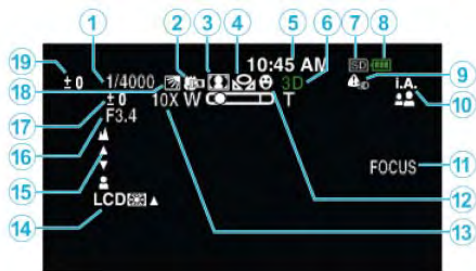 1 2 3 4 5 6 7 8
19 10:45 AM SD 9
± 0 1/4000 3D i.A.
18 ± 0 10X W T 10
17 F3.4
16 FOCUS 11
15
LCD 12
14 13